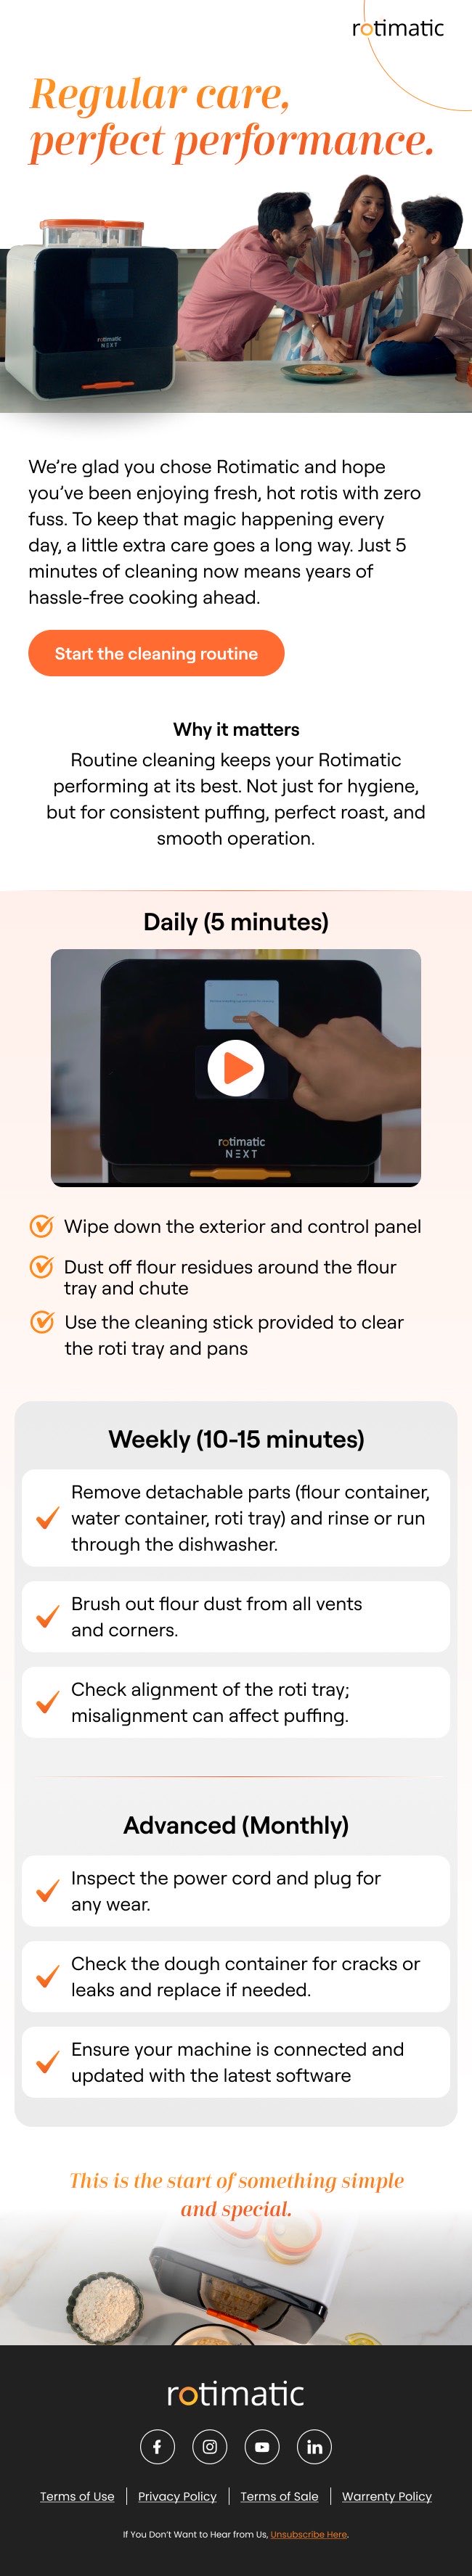 rotimatic
Regular care,
perfect performance.
rotimatic
NEXT
We're glad you chose Rotimatic and hope
you've been enjoying fresh, hot rotis with zero
fuss. To keep that magic happening every
day, a little extra care goes a long way. Just 5
minutes of cleaning now means years of
hassle-free cooking ahead.
Start the cleaning routine
Why it matters
Routine cleaning keeps your Rotimatic
performing at its best. Not just for hygiene,
but for consistent puffing, perfect roast, and
smooth operation.
Daily (5 minutes)
rotimatic
NEXT
Wipe down the exterior and control panel
Dust off flour residues around the flour
tray and chute
Use the cleaning stick provided to clear
the roti tray and pans
Weekly (10-15 minutes)
Remove detachable parts (flour container,
water container, roti tray) and rinse or run
through the dishwasher.
Brush out flour dust from all vents
and corners.
Check alignment of the roti tray;
misalignment can affect puffing.
Advanced (Monthly)
Inspect the power cord and plug for
any wear.
Check the dough container for cracks or
leaks and replace if needed.
Ensure your machine is connected and
updated with the latest software
This is the start of something simple
and special.
rotimatic
Terms of Use | Privacy Policy | Terms of Sale | Warrenty Policy
If You Don't Want to Hear from Us, Unsubscribe Here.